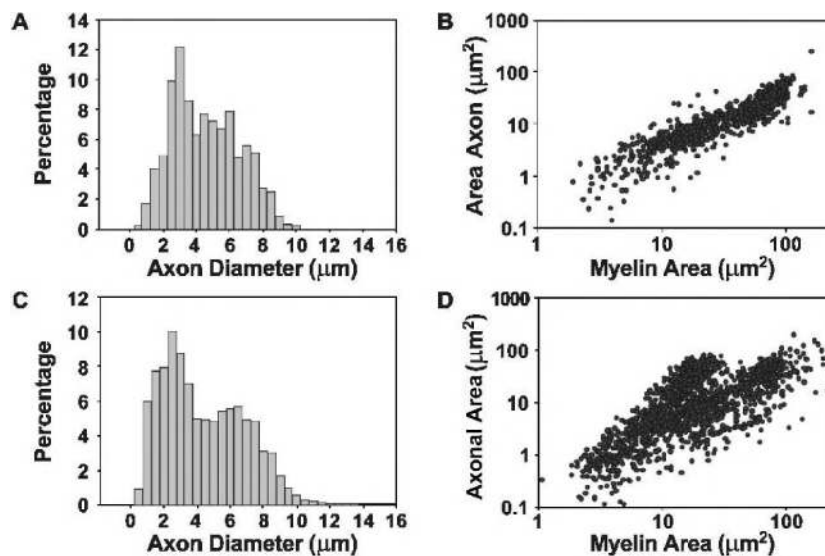 A
14
12
10
8
6
4
2
0
Percentage
0 2 4 6 8 10 12 14 16
Axon Diameter (μm)
B
1000
100
10
1
0.1
Area Axon (μm²)
1 10 100
Myelin Area (μm²)
C
12
10
8
6
4
2
0
Percentage
0 2 4 6 8 10 12 14 16
Axon Diameter (μm)
D
1000
100
10
1
0.1
Axonal Area (μm²)
1 10 100
Myelin Area (μm²)